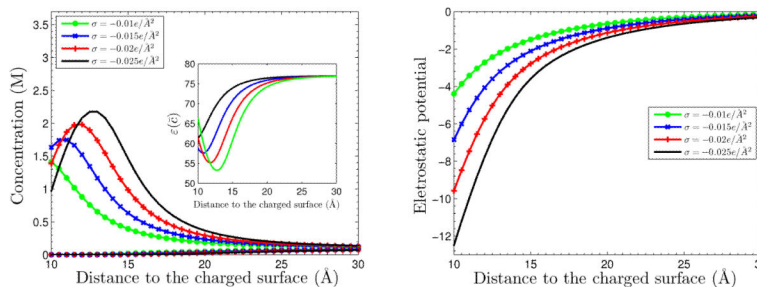 σ = −0.01e/Å²
σ = −0.015e/Å²
σ = −0.02e/Å²
σ = −0.025e/Å²
3.5
3
2.5
2
1.5
1
0.5
0
Concentration (M)
10
15
20
25
30
Distance to the charged surface (Å)
80
75
70
65
60
55
50
ε(c̄)
10
15
20
25
30
Distance to the charged surface (Å)
0
−2
−4
−6
−8
−10
−12
Eletrostatic potential
σ = −0.01e/Å²
σ = −0.015e/Å²
σ = −0.02e/Å²
σ = −0.025e/Å²
10
15
20
25
30
Distance to the charged surface (Å)